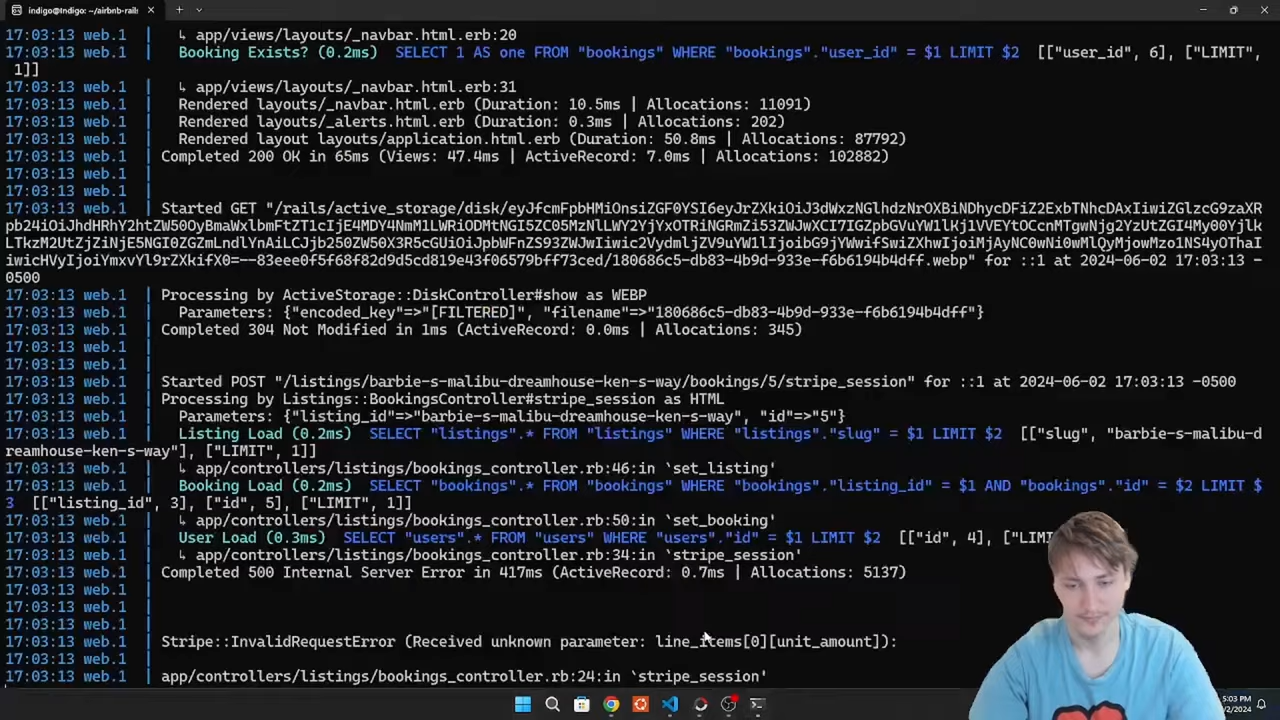 indigo@Indigo: ~/airbnb-rails
17:03:13 web.1  |   ↳ app/views/layouts/_navbar.html.erb:20
17:03:13 web.1  |   Booking Exists? (0.2ms)  SELECT 1 AS one FROM "bookings" WHERE "bookings"."user_id" = $1 LIMIT $2  [["user_id", 6], ["LIMIT",
1]]
17:03:13 web.1  |   ↳ app/views/layouts/_navbar.html.erb:31
17:03:13 web.1  |   Rendered layouts/_navbar.html.erb (Duration: 10.5ms | Allocations: 11091)
17:03:13 web.1  |   Rendered layouts/_alerts.html.erb (Duration: 0.3ms | Allocations: 202)
17:03:13 web.1  |   Rendered layout layouts/application.html.erb (Duration: 50.8ms | Allocations: 87792)
17:03:13 web.1  | Completed 200 OK in 65ms (Views: 47.4ms | ActiveRecord: 7.0ms | Allocations: 102882)
17:03:13 web.1  |
17:03:13 web.1  |
17:03:13 web.1  | Started GET
-
0500
17:03:13 web.1  | Processing by ActiveStorage::DiskController#show as WEBP
17:03:13 web.1  |   Parameters: {"encoded_key"=>"[FILTERED]", "filename"=>"180686c5-db83-4b9d-933e-f6b6194b4dff"}
17:03:13 web.1  | Completed 304 Not Modified in 1ms (ActiveRecord: 0.0ms | Allocations: 345)
17:03:13 web.1  |
17:03:13 web.1  |
17:03:13 web.1  | Started POST "/listings/barbie-s-malibu-dreamhouse-ken-s-way/bookings/5/stripe_session" for ::1 at 2024-06-02 17:03:13 -0500
17:03:13 web.1  | Processing by Listings::BookingsController#stripe_session as HTML
17:03:13 web.1  |   Parameters: {"listing_id"=>"barbie-s-malibu-dreamhouse-ken-s-way", "id"=>"5"}
17:03:13 web.1  |   Listing Load (0.2ms)  SELECT "listings".* FROM "listings" WHERE "listings"."slug" = $1 LIMIT $2  [["slug", "barbie-s-malibu-d
reamhouse-ken-s-way"], ["LIMIT", 1]]
17:03:13 web.1  |   ↳ app/controllers/listings/bookings_controller.rb:46:in `set_listing'
17:03:13 web.1  |   Booking Load (0.2ms)  SELECT "bookings".* FROM "bookings" WHERE "bookings"."listing_id" = $1 AND "bookings"."id" = $2 LIMIT $
3  [["listing_id", 3], ["id", 5], ["LIMIT", 1]]
17:03:13 web.1  |   ↳ app/controllers/listings/bookings_controller.rb:50:in `set_booking'
17:03:13 web.1  |   User Load (0.3ms)  SELECT "users".* FROM "users" WHERE "users"."id" = $1 LIMIT $2  [["id", 4],
17:03:13 web.1  |   ↳ app/controllers/listings/bookings_controller.rb:34:in `stripe_session'
17:03:13 web.1  | Completed 500 Internal Server Error in 417ms (ActiveRecord: 0.7ms | Allocations: 5137)
17:03:13 web.1  |
17:03:13 web.1  |
17:03:13 web.1  |
17:03:13 web.1  | Stripe::InvalidRequestError (Received unknown parameter: line_items[0][unit_amount]):
17:03:13 web.1  |
17:03:13 web.1  | app/controllers/listings/bookings_controller.rb:24:in `stripe_session'
5:03 PM
/2/2024